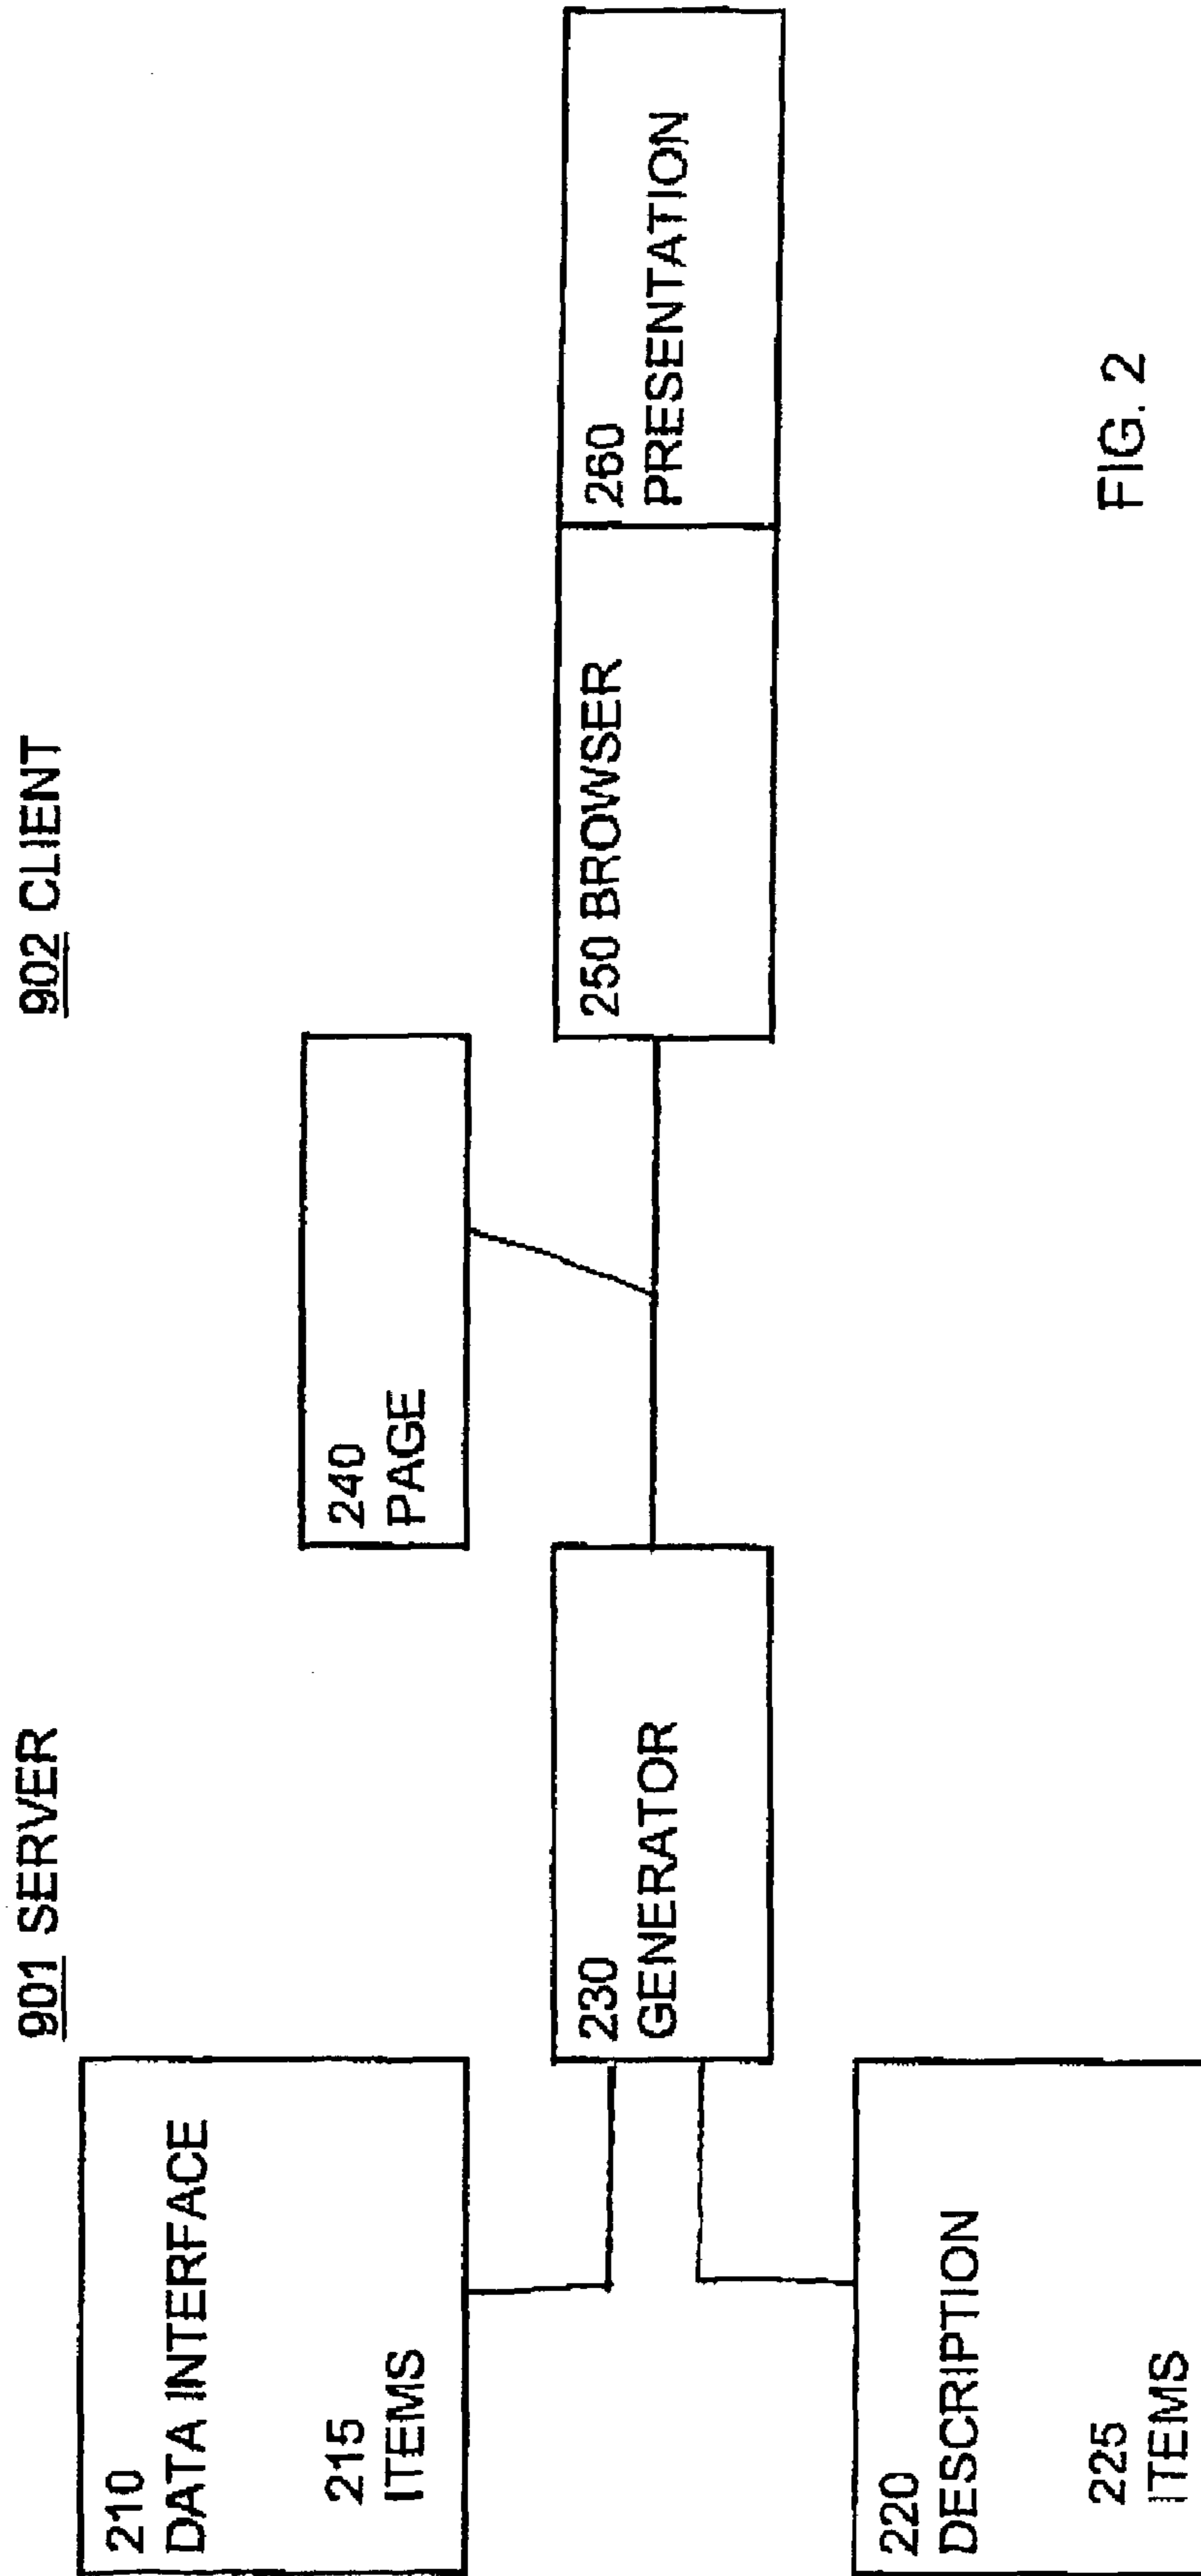 901 SERVER
902 CLIENT
210
DATA INTERFACE
215
ITEMS
240
PAGE
230
GENERATOR
250 BROWSER
260
PRESENTATION
220
DESCRIPTION
225
ITEMS
FIG. 2